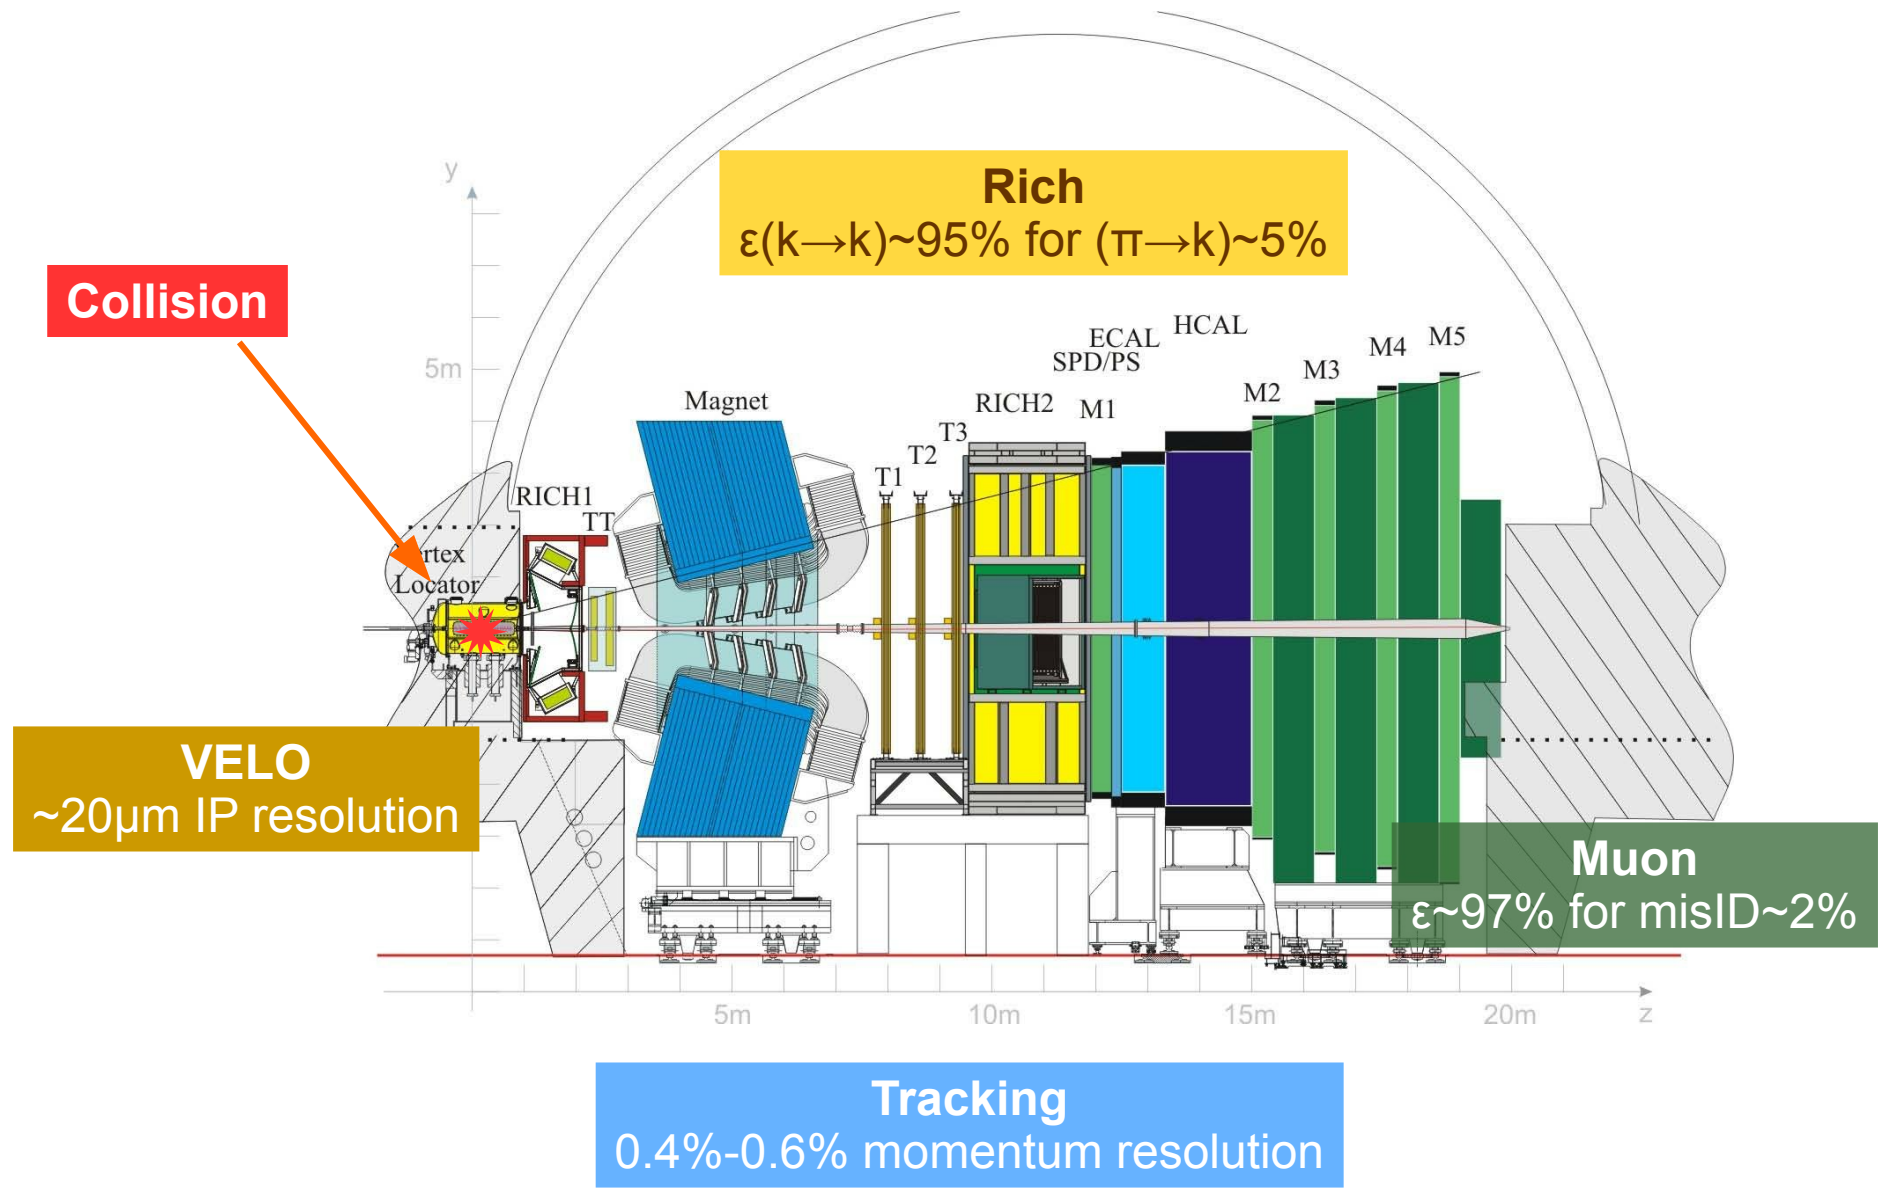 y
Rich
ε(k→k)~95% for (π→k)~5%
Collision
HCAL
ECAL
SPD/PS
M5
M4
M3
M2
5m
Magnet
RICH2
M1
T3
T2
T1
RICH1
TT
Locator
VELO
~20μm IP resolution
Muon
ε~97% for misID~2%
5m
10m
15m
20m
z
Tracking
0.4%-0.6% momentum resolution